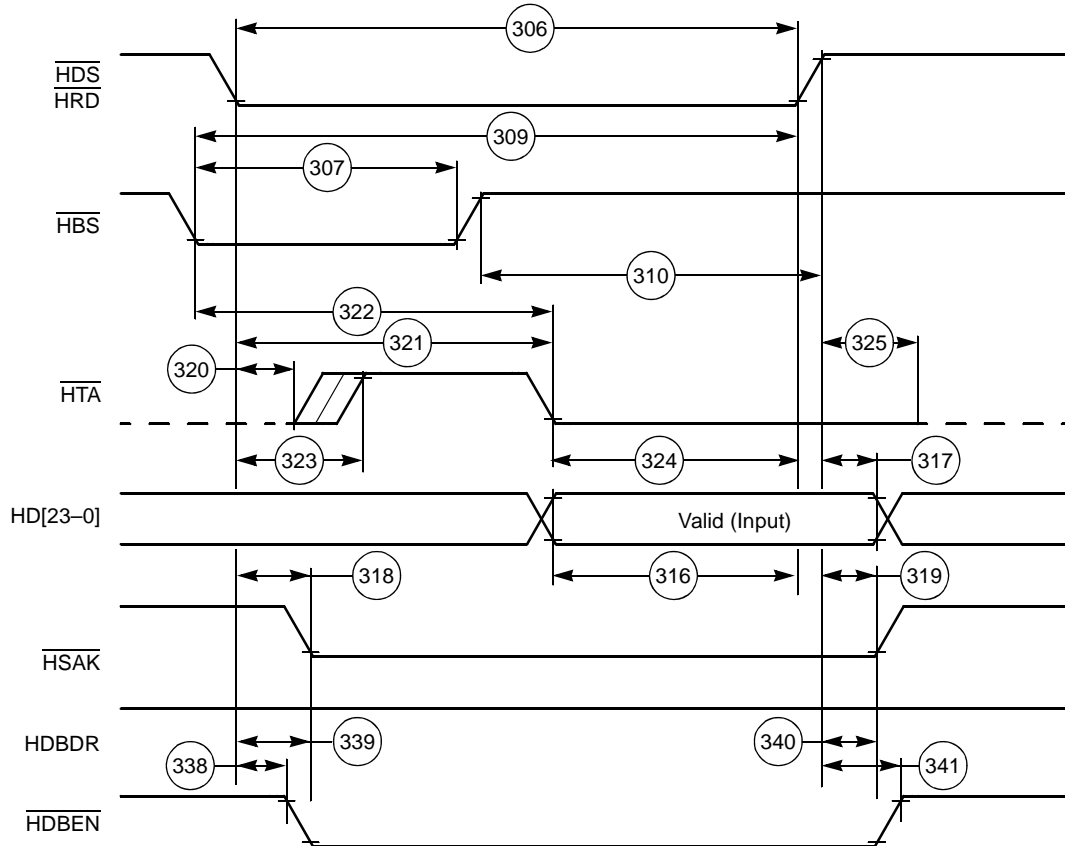 306
HDS
HRD
309
307
HBS
310
322
321
325
320
HTA
323
324
317
HD[23–0]
Valid (Input)
318
316
319
HSAK
HDBDR
339
340
338
341
HDBEN